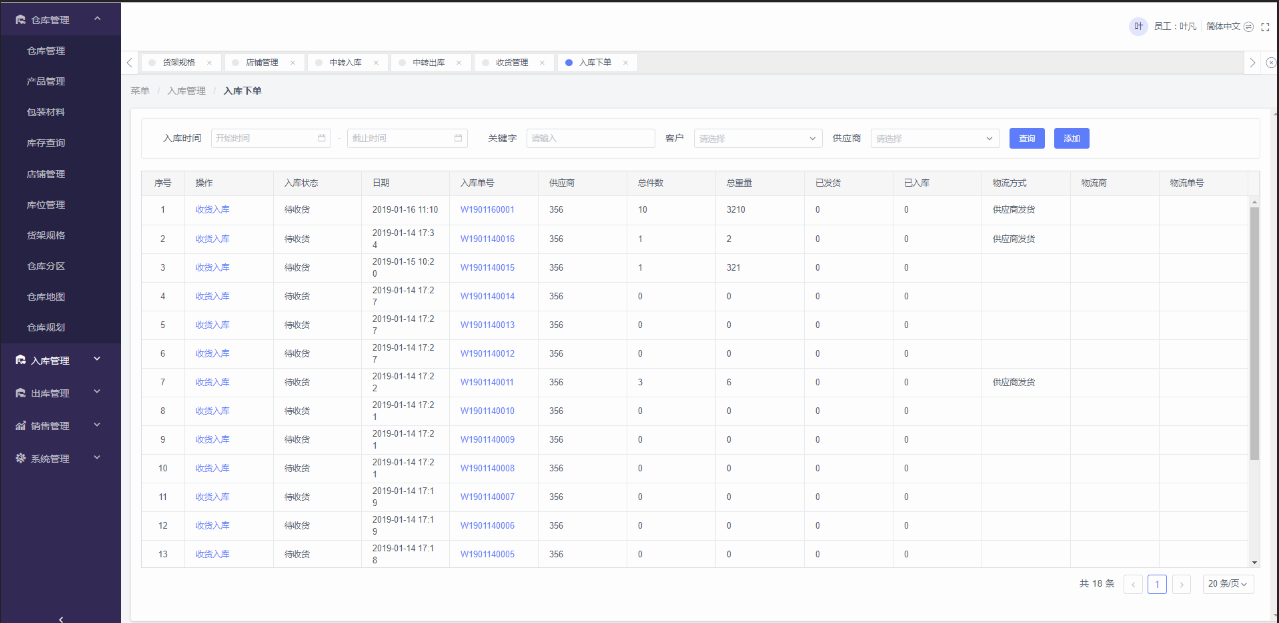 仓库管理
仓库管理
产品管理
包装材料
库存查询
店铺管理
库位管理
货架规格
仓库分区
仓库地图
仓库规划
入库管理
出库管理
销售管理
系统管理
叶 员工：叶凡 简体中文
货架规格 店铺管理 中转入库 中转出库 收货管理 入库下单
菜单 / 入库管理 / 入库下单
入库时间 开始时间 - 截止时间 关键字 请输入 客户 请选择 供应商 请选择 查询 添加
序号 操作 入库状态 日期 入库单号 供应商 总件数 总重量 已发货 已入库 物流方式 物流商 物流单号
1 收货入库 待收货 2019-01-16 11:10 W1901160001 356 10 3210 0 0 供应商发货
2 收货入库 待收货 2019-01-14 17:34 W1901140016 356 1 2 0 0 供应商发货
3 收货入库 待收货 2019-01-15 10:20 W1901140015 356 1 321 0 0
4 收货入库 待收货 2019-01-14 17:27 W1901140014 356 0 0 0 0
5 收货入库 待收货 2019-01-14 17:27 W1901140013 356 0 0 0 0
6 收货入库 待收货 2019-01-14 17:27 W1901140012 356 0 0 0 0
7 收货入库 待收货 2019-01-14 17:22 W1901140011 356 3 6 0 0 供应商发货
8 收货入库 待收货 2019-01-14 17:21 W1901140010 356 0 0 0 0
9 收货入库 待收货 2019-01-14 17:21 W1901140009 356 0 0 0 0
10 收货入库 待收货 2019-01-14 17:21 W1901140008 356 0 0 0 0
11 收货入库 待收货 2019-01-14 17:19 W1901140007 356 0 0 0 0
12 收货入库 待收货 2019-01-14 17:19 W1901140006 356 0 0 0 0
13 收货入库 待收货 2019-01-14 17:18 W1901140005 356 0 0 0 0
共 18 条 1 20 条/页